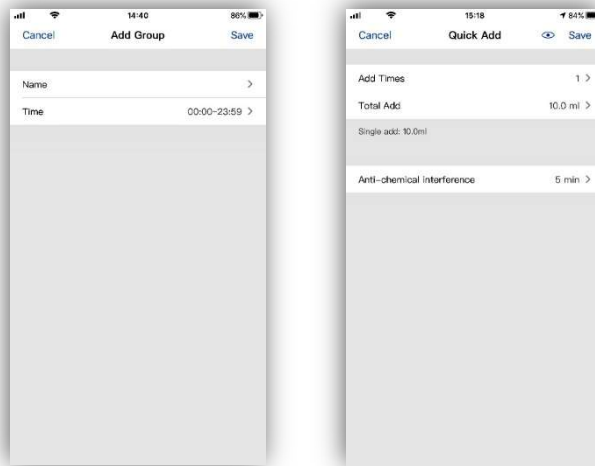 14:40
86%
Cancel Add Group Save
Name
Time 00:00-23:59
15:18
84%
Cancel Quick Add Save
Add Times 1
Total Add 10.0 ml
Single add: 10.0ml
Anti-chemical interference 5 min